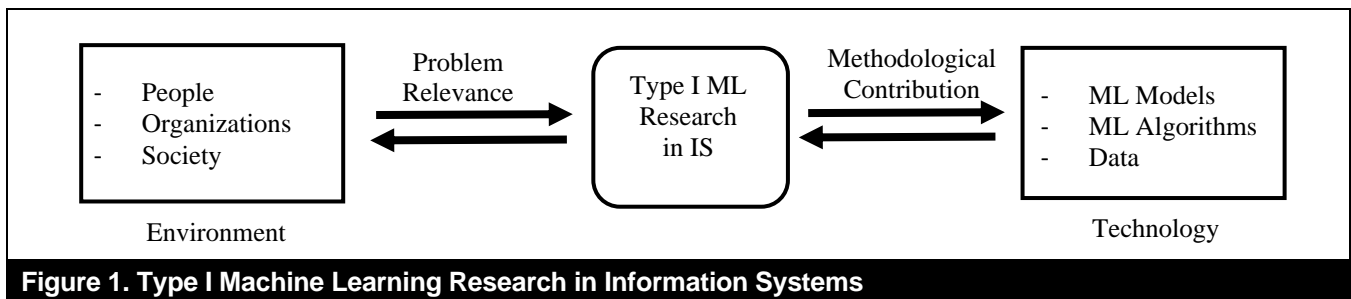 - People
- Organizations
- Society
Environment
Problem
Relevance
Type I ML
Research
in IS
Methodological
Contribution
- ML Models
- ML Algorithms
- Data
Technology
Figure 1. Type I Machine Learning Research in Information Systems